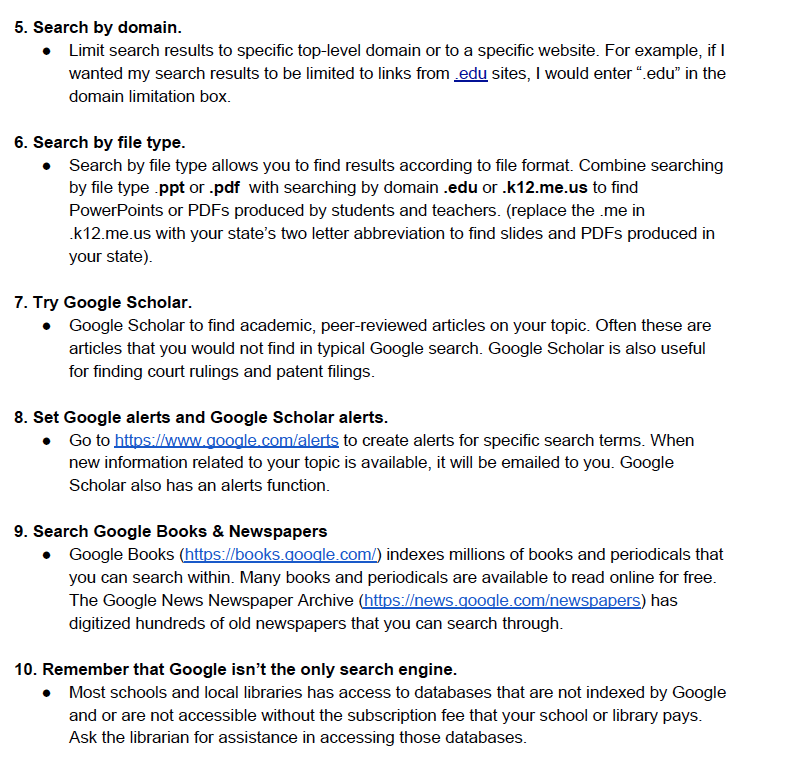 5. Search by domain.
● Limit search results to specific top-level domain or to a specific website. For example, if I
wanted my search results to be limited to links from .edu sites, I would enter “.edu” in the
domain limitation box.
6. Search by file type.
● Search by file type allows you to find results according to file format. Combine searching
by file type .ppt or .pdf with searching by domain .edu or .k12.me.us to find
PowerPoints or PDFs produced by students and teachers. (replace the .me in
.k12.me.us with your state’s two letter abbreviation to find slides and PDFs produced in
your state).
7. Try Google Scholar.
● Google Scholar to find academic, peer-reviewed articles on your topic. Often these are
articles that you would not find in typical Google search. Google Scholar is also useful
for finding court rulings and patent filings.
8. Set Google alerts and Google Scholar alerts.
● Go to https://www.google.com/alerts to create alerts for specific search terms. When
new information related to your topic is available, it will be emailed to you. Google
Scholar also has an alerts function.
9. Search Google Books & Newspapers
● Google Books (https://books.google.com/) indexes millions of books and periodicals that
you can search within. Many books and periodicals are available to read online for free.
The Google News Newspaper Archive (https://news.google.com/newspapers) has
digitized hundreds of old newspapers that you can search through.
10. Remember that Google isn’t the only search engine.
● Most schools and local libraries has access to databases that are not indexed by Google
and or are not accessible without the subscription fee that your school or library pays.
Ask the librarian for assistance in accessing those databases.